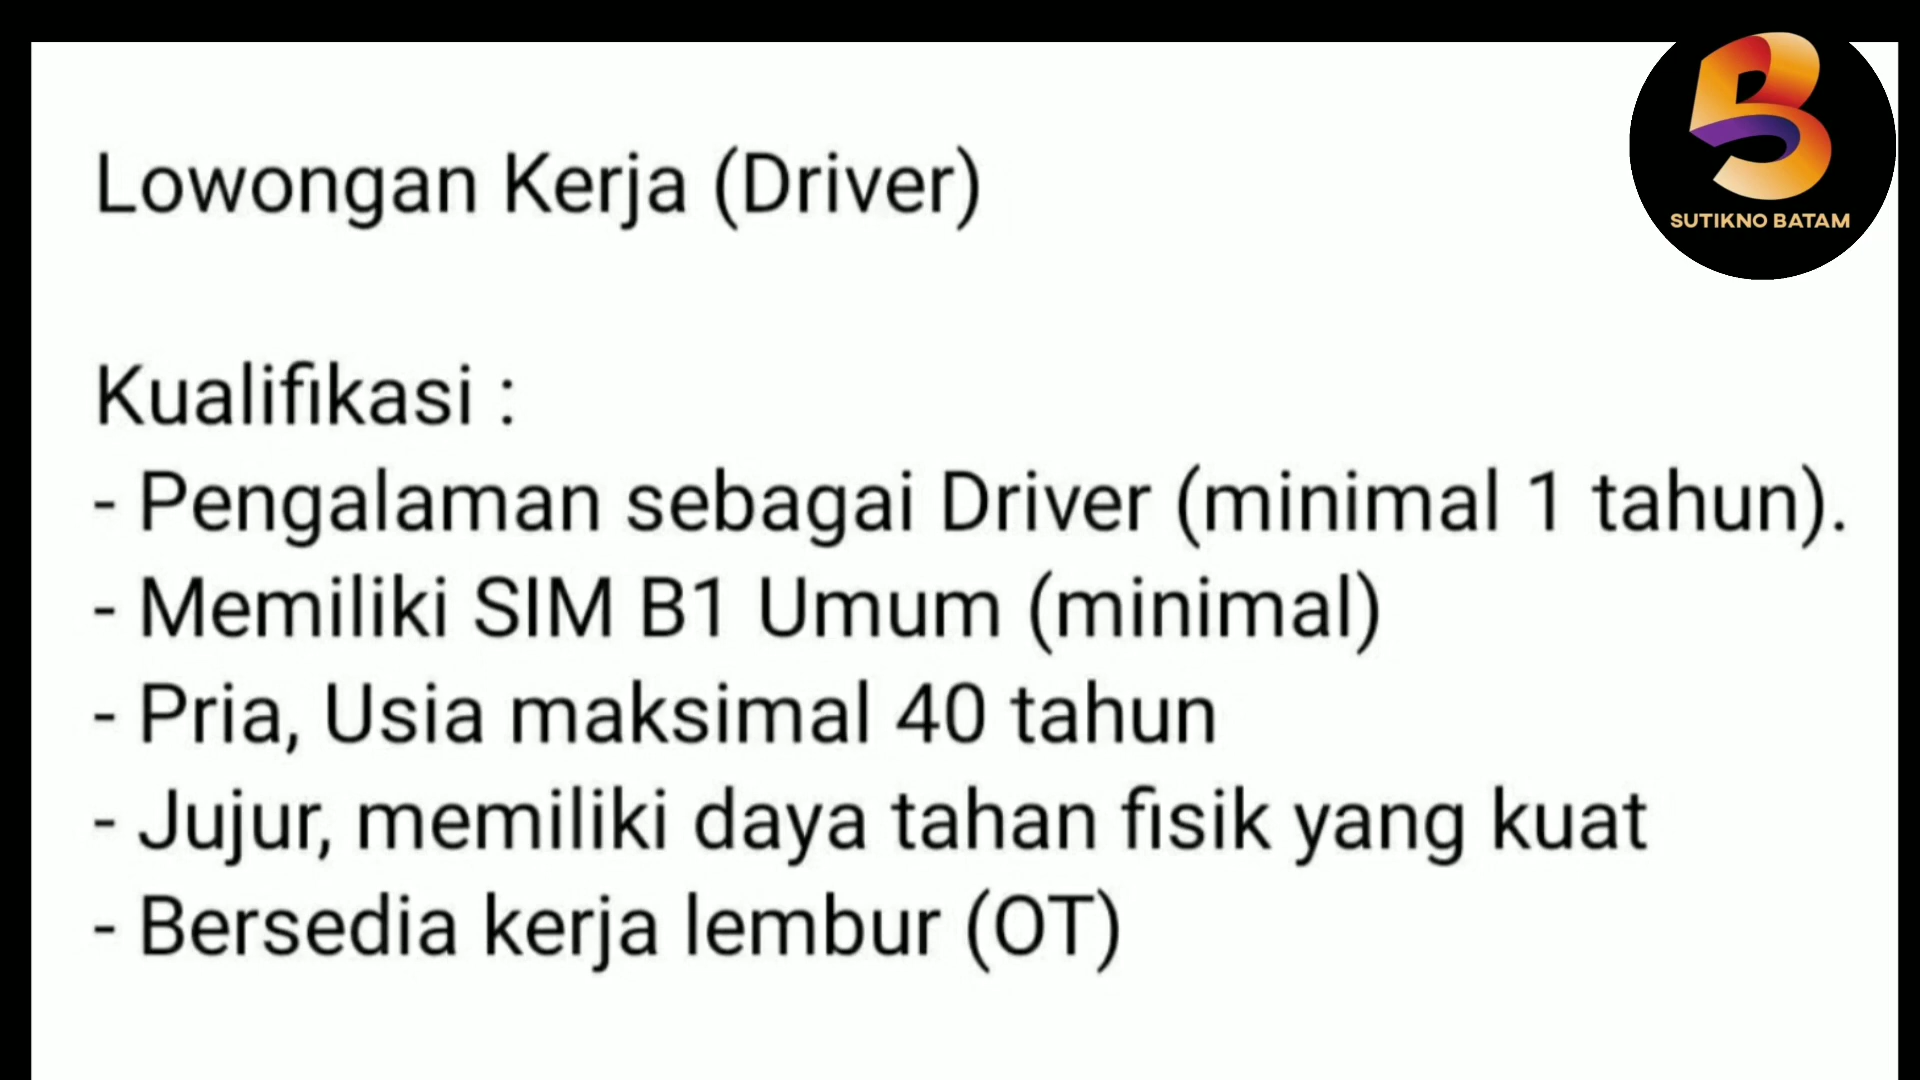 Lowongan Kerja (Driver)
SUTIKNO BATAM
Kualifikasi :
- Pengalaman sebagai Driver (minimal 1 tahun).
- Memiliki SIM B1 Umum (minimal)
- Pria, Usia maksimal 40 tahun
- Jujur, memiliki daya tahan fisik yang kuat
- Bersedia kerja lembur (OT)